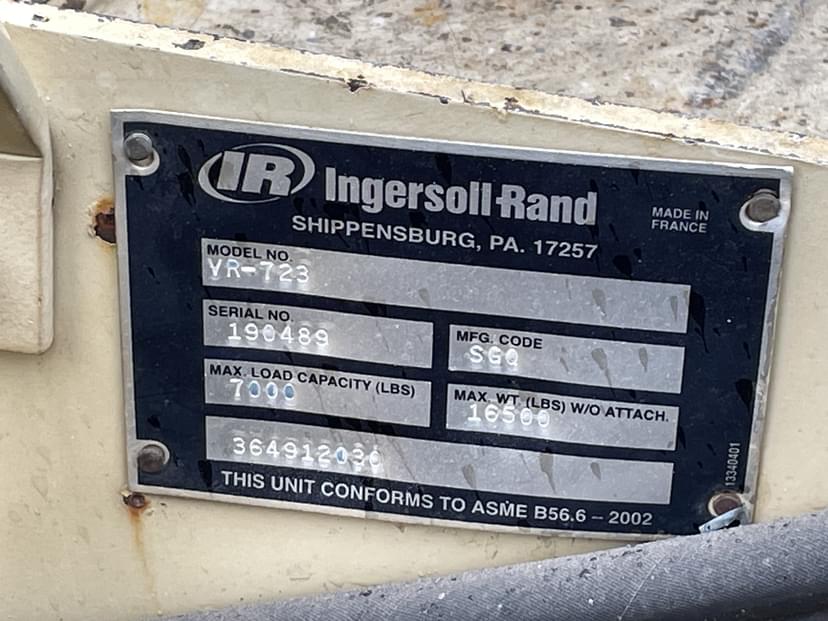 IR Ingersoll-Rand
SHIPPENSBURG, PA. 17257
MADE IN
FRANCE
MODEL NO.
VR-723
SERIAL NO.
190489
MFG. CODE
SGQ
MAX. LOAD CAPACITY (LBS)
7000
MAX. WT. (LBS) W/O ATTACH.
16500
364912030
13340401
THIS UNIT CONFORMS TO ASME B56.6 – 2002